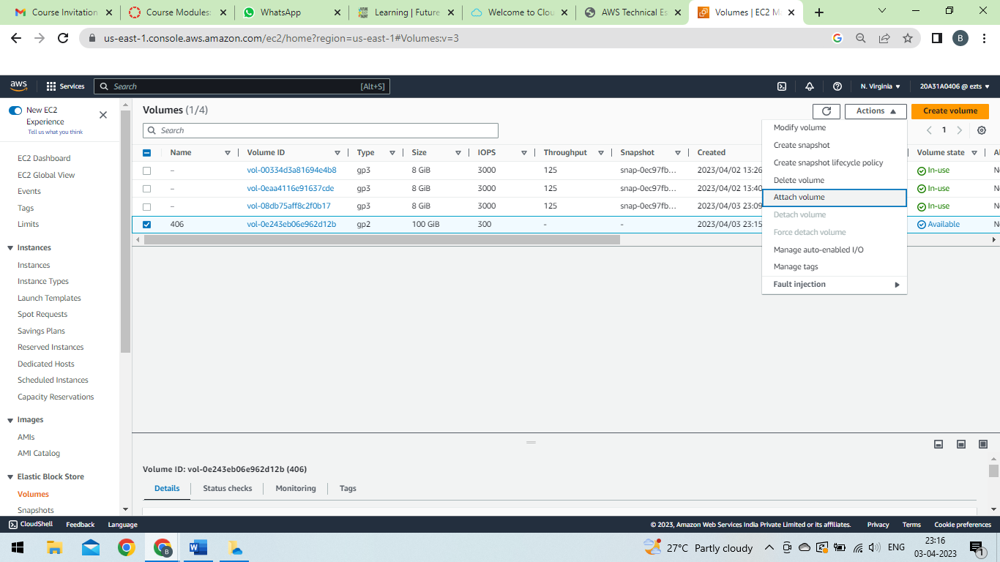 Course Invitation
Course Modules:
WhatsApp
Learning | Future
Welcome to Clou
AWS Technical Es
Volumes | EC2 M
us-east-1.console.aws.amazon.com/ec2/home?region=us-east-1#Volumes:v=3
B
aws
Services
Search
[Alt+S]
N. Virginia
20A31A0406 @ ezts
New EC2
Experience
Tell us what you think
Volumes (1/4)
Actions
Create volume
Search
1
Modify volume
Create snapshot
Create snapshot lifecycle policy
Delete volume
Attach volume
Detach volume
Force detach volume
Manage auto-enabled I/O
Manage tags
Fault injection
Name Volume ID Type Size IOPS Throughput Snapshot Created Volume state
– vol-00334d3a81694e4b8 gp3 8 GiB 3000 125 snap-0ec97fb... 2023/04/02 13:26 In-use
– vol-0eaa4116e91637cde gp3 8 GiB 3000 125 snap-0ec97fb... 2023/04/02 13:40 In-use
– vol-08db75aff8c2f0b17 gp3 8 GiB 3000 125 snap-0ec97fb... 2023/04/03 23:09 In-use
406 vol-0e243eb06e962d12b gp2 100 GiB 300 - - 2023/04/03 23:15 Available
EC2 Dashboard
EC2 Global View
Events
Tags
Limits
Instances
Instances
Instance Types
Launch Templates
Spot Requests
Savings Plans
Reserved Instances
Dedicated Hosts
Scheduled Instances
Capacity Reservations
Images
AMIs
AMI Catalog
Elastic Block Store
Volumes
Snapshots
Volume ID: vol-0e243eb06e962d12b (406)
Details Status checks Monitoring Tags
CloudShell Feedback Language
© 2023, Amazon Web Services India Private Limited or its affiliates. Privacy Terms Cookie preferences
27°C Partly cloudy
ENG
23:16
03-04-2023
1